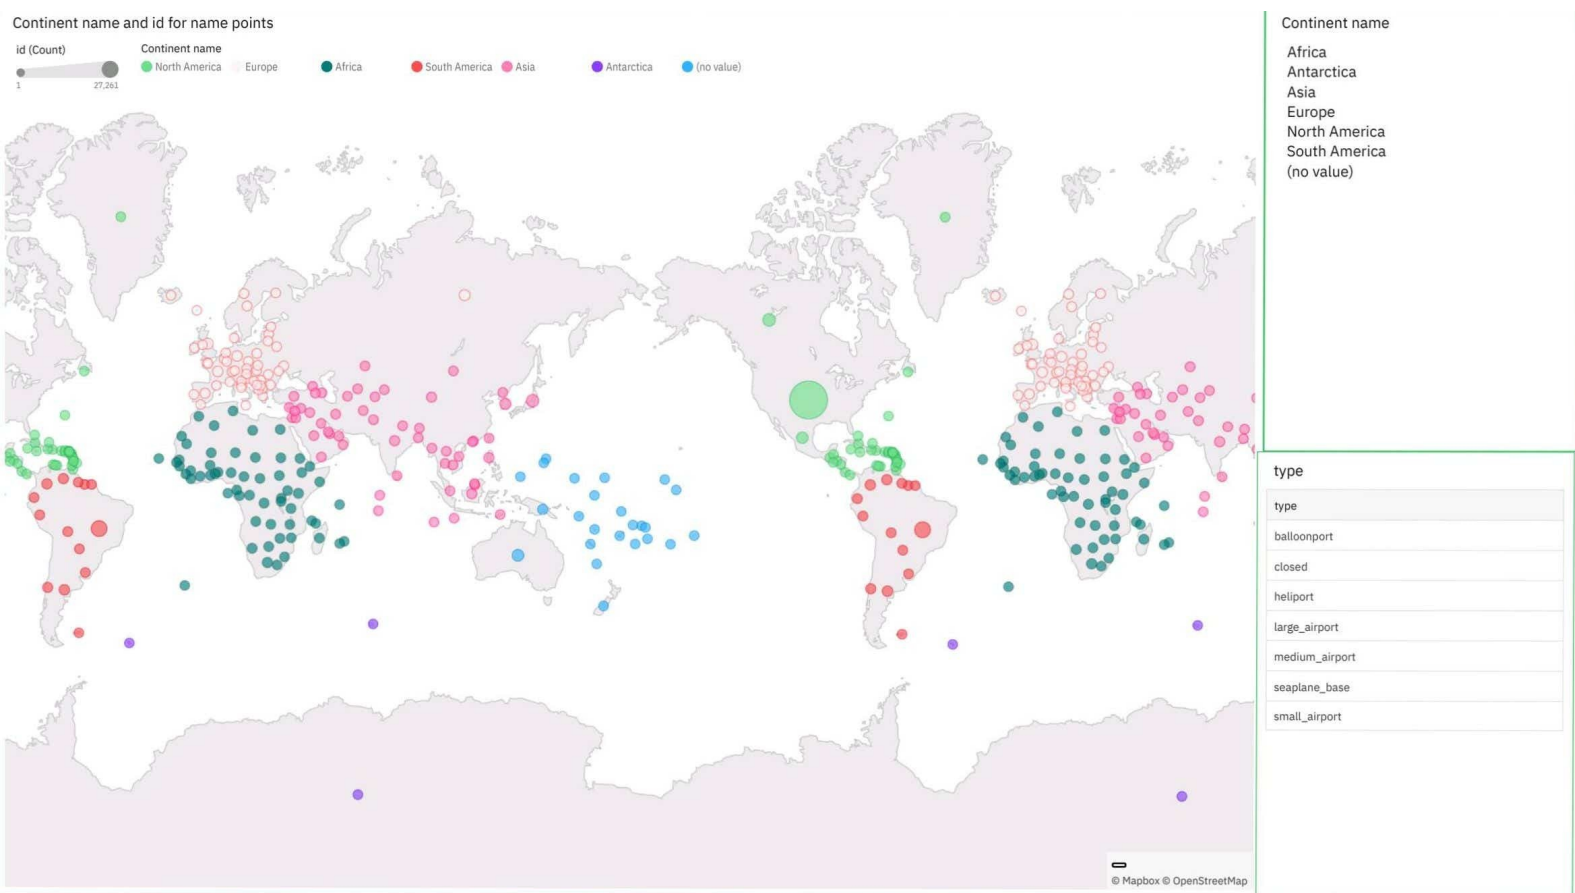 Continent name and id for name points
id (Count)
1 27,261
Continent name
North America Europe Africa South America Asia Antarctica (no value)
© Mapbox © OpenStreetMap
Continent name
Africa
Antarctica
Asia
Europe
North America
South America
(no value)
type
type
balloonport
closed
heliport
large_airport
medium_airport
seaplane_base
small_airport